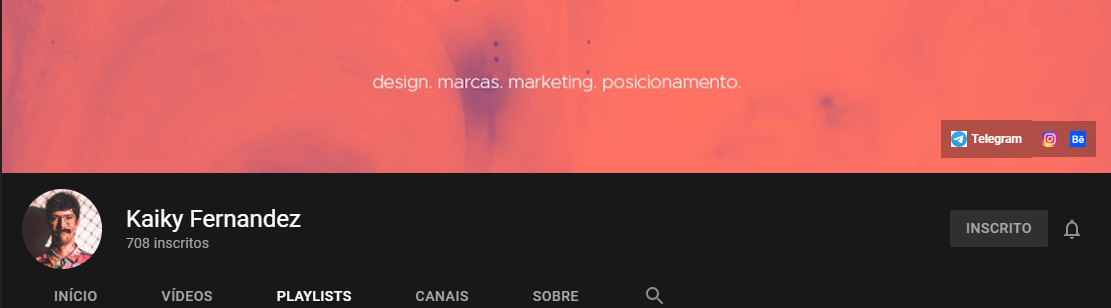 design. marcas. marketing. posicionamento.
Telegram
Bē
Kaiky Fernandez
708 inscritos
INSCRITO
INÍCIO VÍDEOS PLAYLISTS CANAIS SOBRE